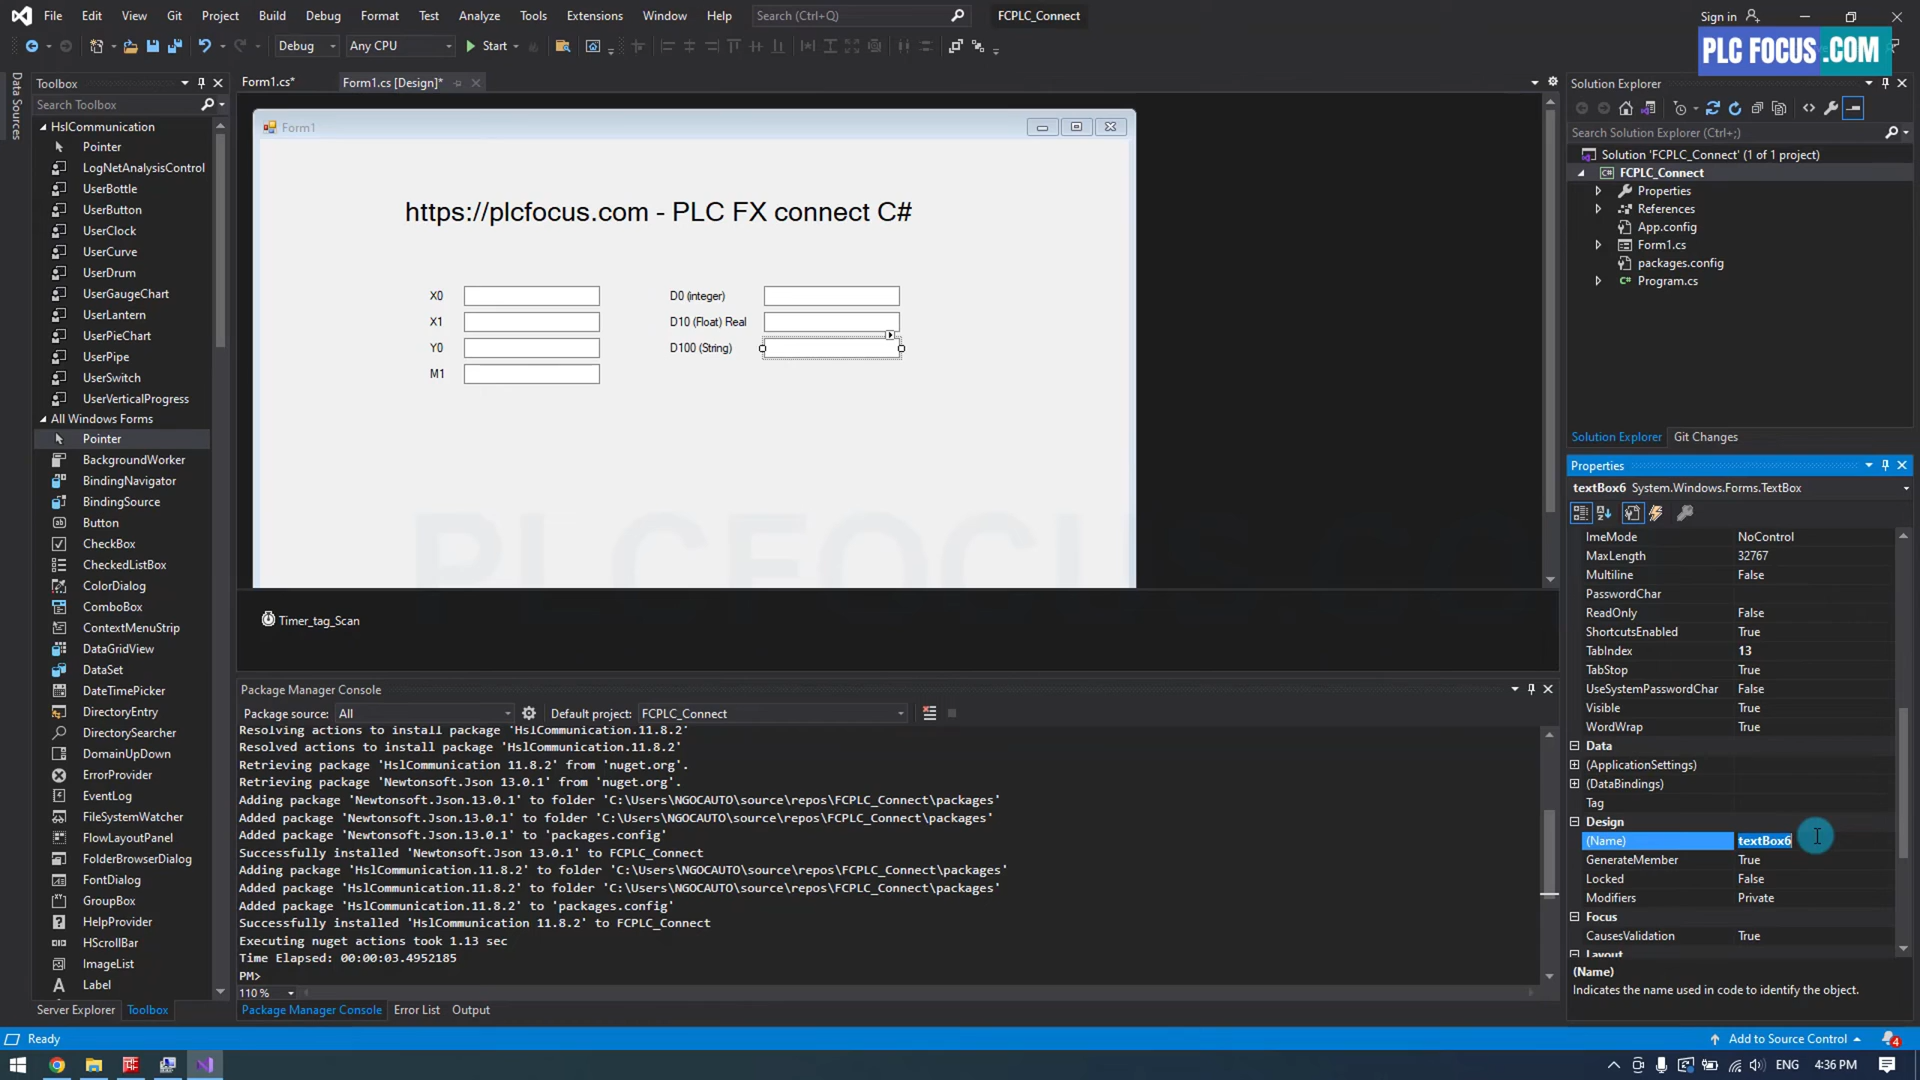 File Edit View Git Project Build Debug Format Test Analyze Tools Extensions Window Help Search (Ctrl+Q) FCPLC_Connect Sign in
Debug Any CPU Start
PLC FOCUS.COM
Data Sources
Toolbox
Search Toolbox
HslCommunication
Pointer
LogNetAnalysisControl
UserBottle
UserButton
UserClock
UserCurve
UserDrum
UserGaugeChart
UserLantern
UserPieChart
UserPipe
UserSwitch
UserVerticalProgress
All Windows Forms
Pointer
BackgroundWorker
BindingNavigator
BindingSource
Button
CheckBox
CheckedListBox
ColorDialog
ComboBox
ContextMenuStrip
DataGridView
DataSet
DateTimePicker
DirectoryEntry
DirectorySearcher
DomainUpDown
ErrorProvider
EventLog
FileSystemWatcher
FlowLayoutPanel
FolderBrowserDialog
FontDialog
GroupBox
HelpProvider
HScrollBar
ImageList
Label
Server Explorer Toolbox
Form1.cs* Form1.cs [Design]*
Form1
https://plcfocus.com - PLC FX connect C#
X0 D0 (integer)
X1 D10 (Float) Real
Y0 D100 (String)
M1
PLCFOCUS
Timer_tag_Scan
Package Manager Console
Package source: All Default project: FCPLC_Connect
Resolving actions to install package 'HslCommunication.11.8.2'
Resolved actions to install package 'HslCommunication.11.8.2'
Retrieving package 'HslCommunication 11.8.2' from 'nuget.org'.
Retrieving package 'Newtonsoft.Json 13.0.1' from 'nuget.org'.
Adding package 'Newtonsoft.Json.13.0.1' to folder 'C:\Users\NGOCAUTO\source\repos\FCPLC_Connect\packages'
Added package 'Newtonsoft.Json.13.0.1' to folder 'C:\Users\NGOCAUTO\source\repos\FCPLC_Connect\packages'
Added package 'Newtonsoft.Json.13.0.1' to 'packages.config'
Successfully installed 'Newtonsoft.Json 13.0.1' to FCPLC_Connect
Adding package 'HslCommunication.11.8.2' to folder 'C:\Users\NGOCAUTO\source\repos\FCPLC_Connect\packages'
Added package 'HslCommunication.11.8.2' to folder 'C:\Users\NGOCAUTO\source\repos\FCPLC_Connect\packages'
Added package 'HslCommunication.11.8.2' to 'packages.config'
Successfully installed 'HslCommunication 11.8.2' to FCPLC_Connect
Executing nuget actions took 1.13 sec
Time Elapsed: 00:00:03.4952185
PM>
110 %
Package Manager Console Error List Output
Solution Explorer
Search Solution Explorer (Ctrl+;)
Solution 'FCPLC_Connect' (1 of 1 project)
FCPLC_Connect
Properties
References
App.config
Form1.cs
packages.config
Program.cs
Solution Explorer Git Changes
Properties
textBox6 System.Windows.Forms.TextBox
ImeMode NoControl
MaxLength 32767
Multiline False
PasswordChar
ReadOnly False
ShortcutsEnabled True
TabIndex 13
TabStop True
UseSystemPasswordChar False
Visible True
WordWrap True
Data
(ApplicationSettings)
(DataBindings)
Tag
Design
(Name) textBox6
GenerateMember True
Locked False
Modifiers Private
Focus
CausesValidation True
Layout
(Name)
Indicates the name used in code to identify the object.
Ready Add to Source Control 4
ENG 4:36 PM